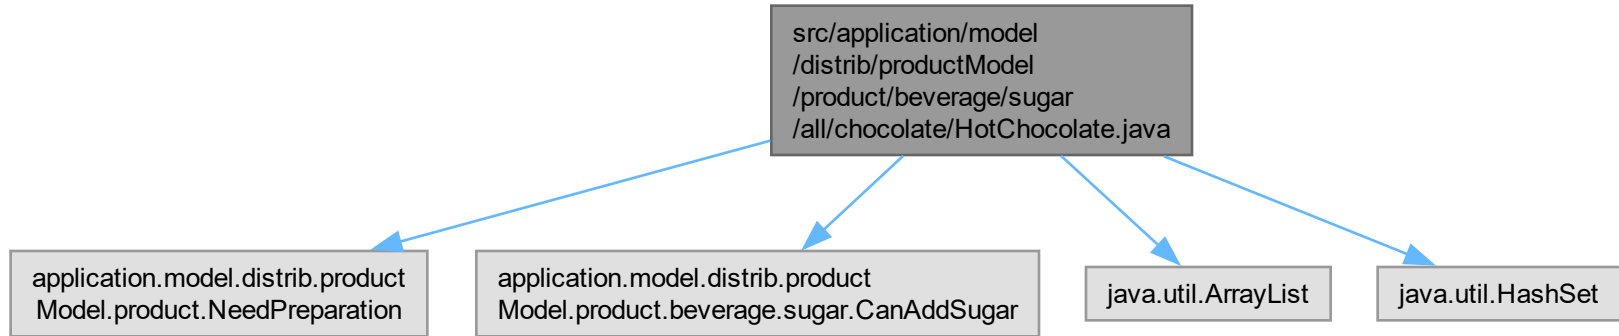 src/application/model
/distrib/productModel
/product/beverage/sugar
/all/chocolate/HotChocolate.java
application.model.distrib.product
Model.product.NeedPreparation
application.model.distrib.product
Model.product.beverage.sugar.CanAddSugar
java.util.ArrayList
java.util.HashSet